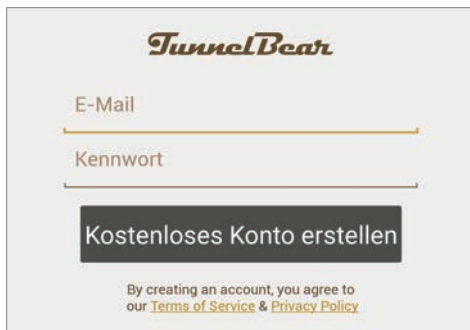 TunnelBear
E-Mail
Kennwort
Kostenloses Konto erstellen
By creating an account, you agree to
our Terms of Service & Privacy Policy